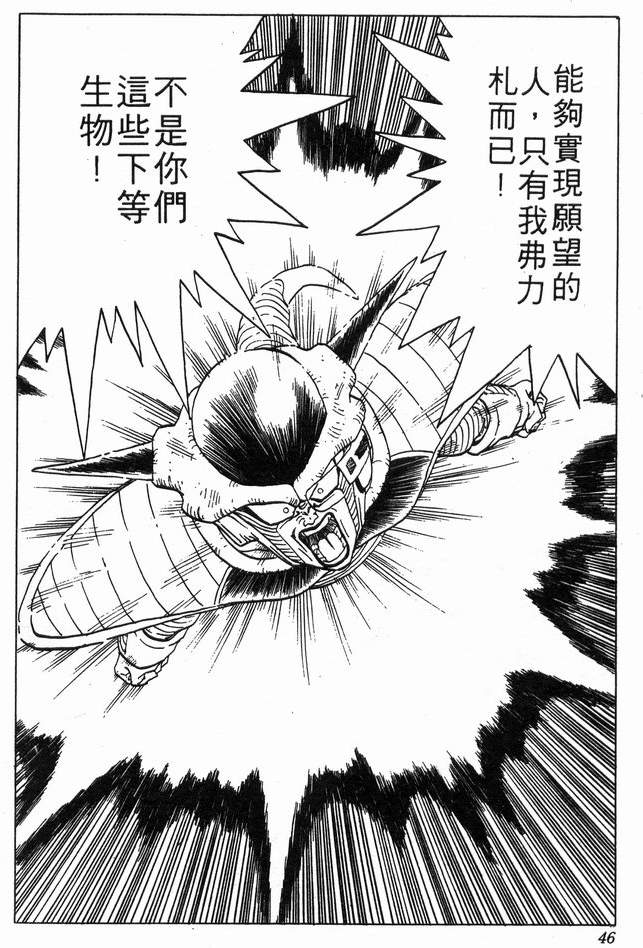 能夠實現願望的
人，只有我弗力
札而已！
不是你們
這些下等
生物！
46